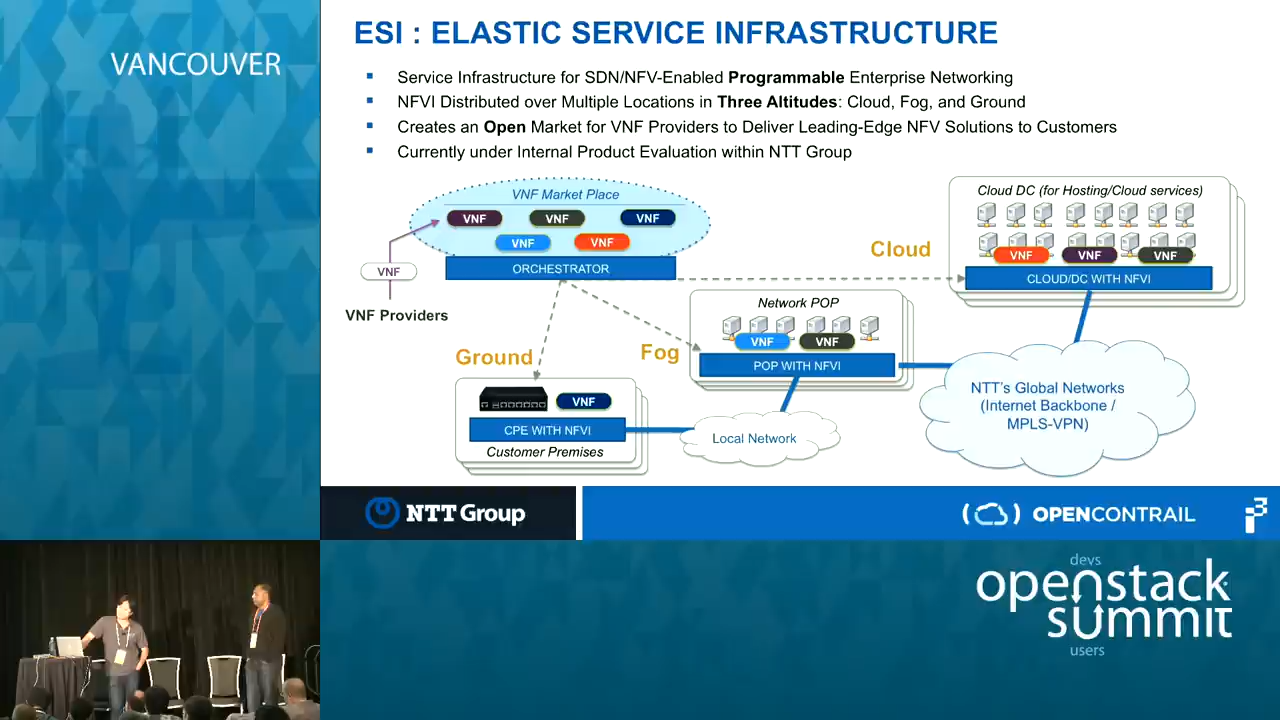 VANCOUVER
ESI : ELASTIC SERVICE INFRASTRUCTURE
Service Infrastructure for SDN/NFV-Enabled Programmable Enterprise Networking
NFVI Distributed over Multiple Locations in Three Altitudes: Cloud, Fog, and Ground
Creates an Open Market for VNF Providers to Deliver Leading-Edge NFV Solutions to Customers
Currently under Internal Product Evaluation within NTT Group
VNF Market Place
VNF VNF VNF
VNF VNF
ORCHESTRATOR
VNF
VNF Providers
Cloud
Cloud DC (for Hosting/Cloud services)
VNF VNF VNF
CLOUD/DC WITH NFVI
Fog
Network POP
VNF VNF
POP WITH NFVI
Ground
VNF
CPE WITH NFVI
Customer Premises
Local Network
NTT's Global Networks
(Internet Backbone /
MPLS-VPN)
NTT Group
OPENCONTRAIL
i3
devs
openstack
summit
users